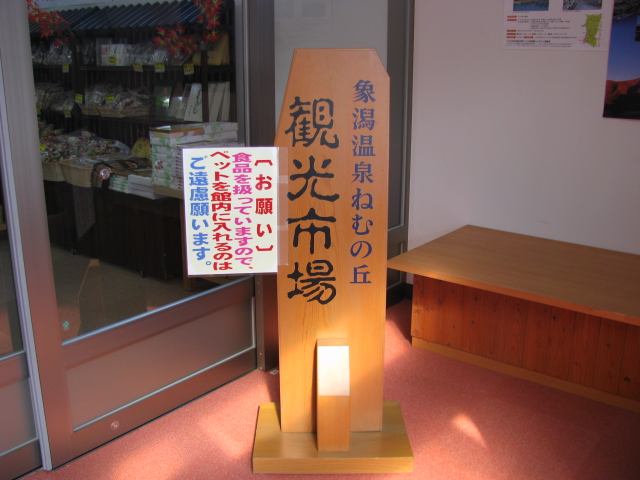 象潟温泉ねむの丘
観光市場
〔お願い〕
食品を扱っていますので、
ペットを館内に入れるのは
ご遠慮願います。